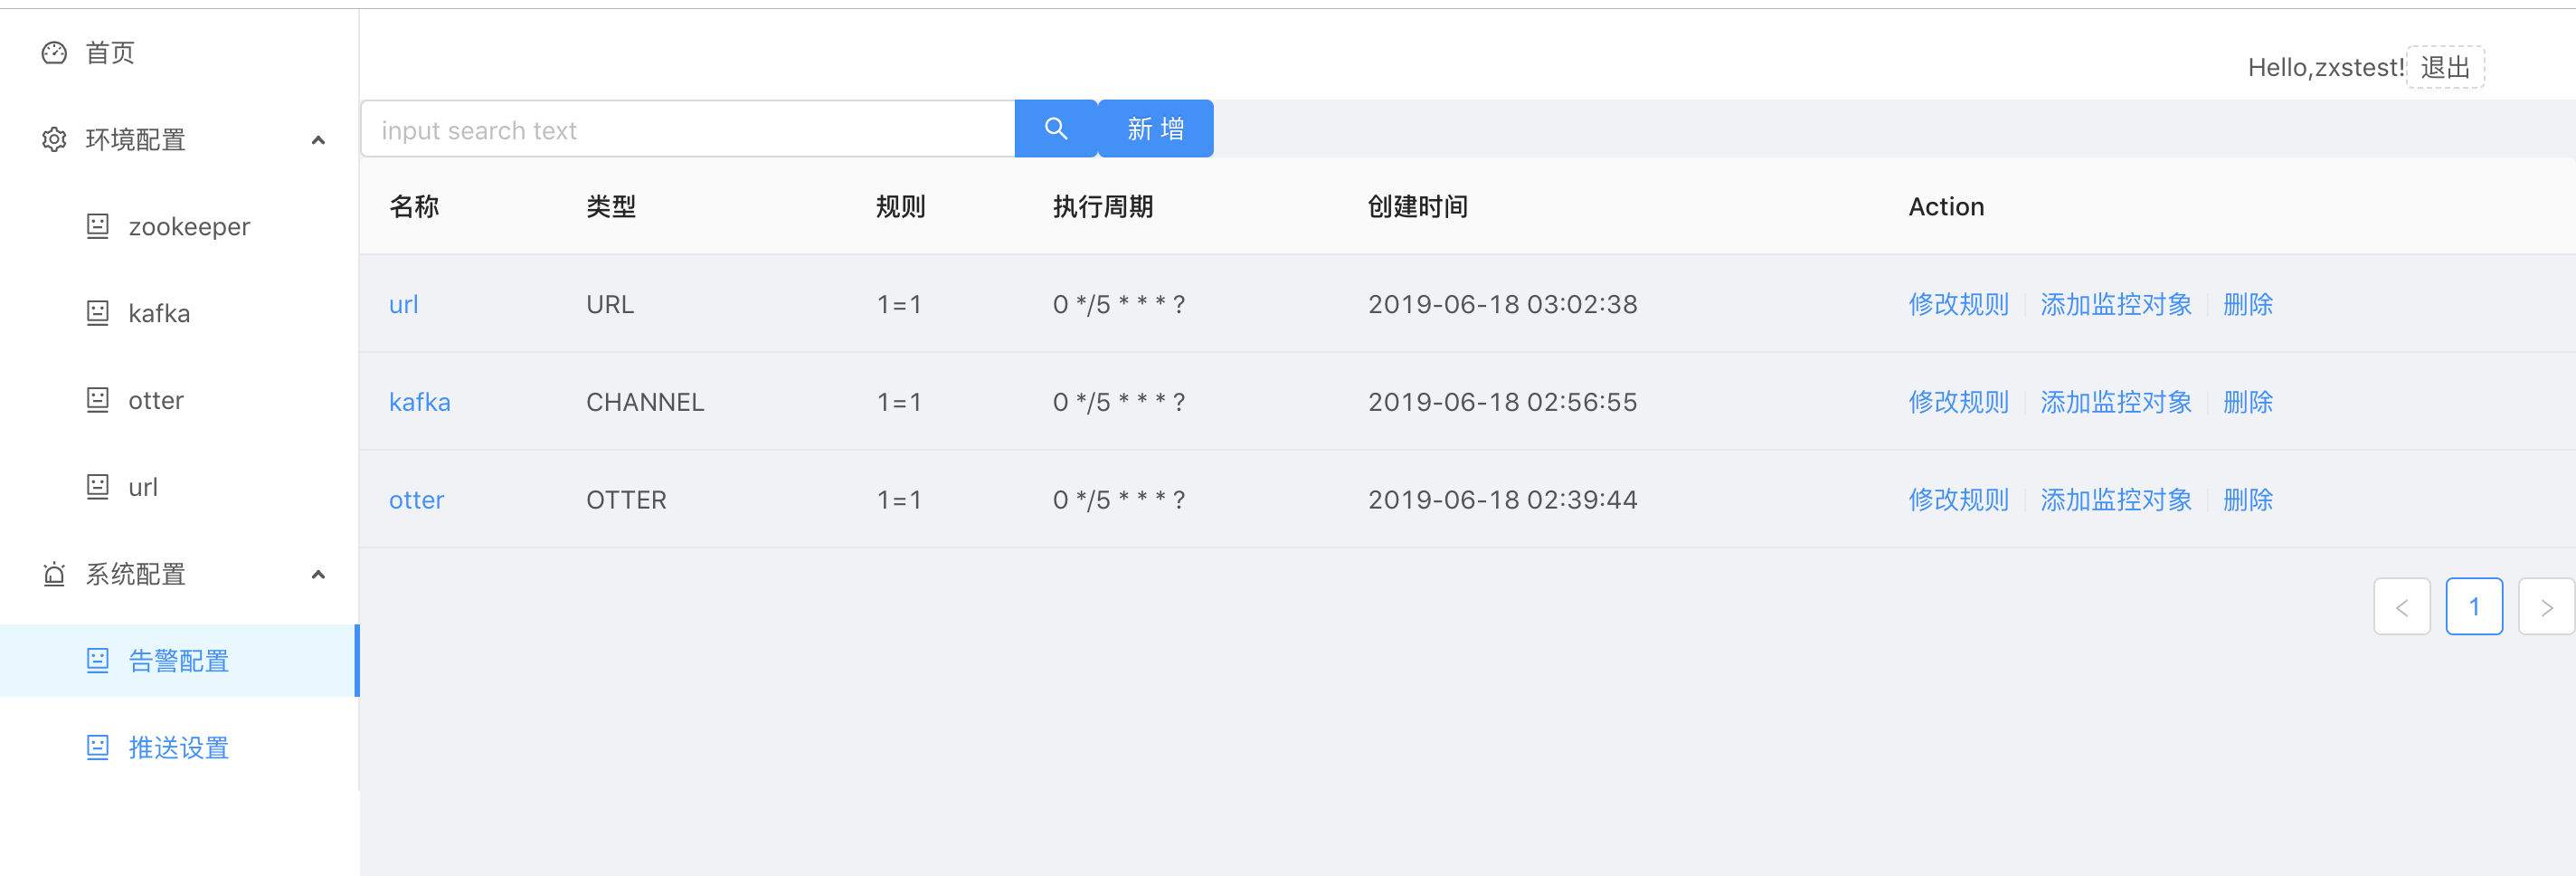 首页
环境配置
zookeeper
kafka
otter
url
系统配置
告警配置
推送设置
Hello,zxstest! 退出
input search text 新 增
名称 类型 规则 执行周期 创建时间 Action
url URL 1=1 0 */5 * * * ? 2019-06-18 03:02:38 修改规则 添加监控对象 删除
kafka CHANNEL 1=1 0 */5 * * * ? 2019-06-18 02:56:55 修改规则 添加监控对象 删除
otter OTTER 1=1 0 */5 * * * ? 2019-06-18 02:39:44 修改规则 添加监控对象 删除
< 1 >